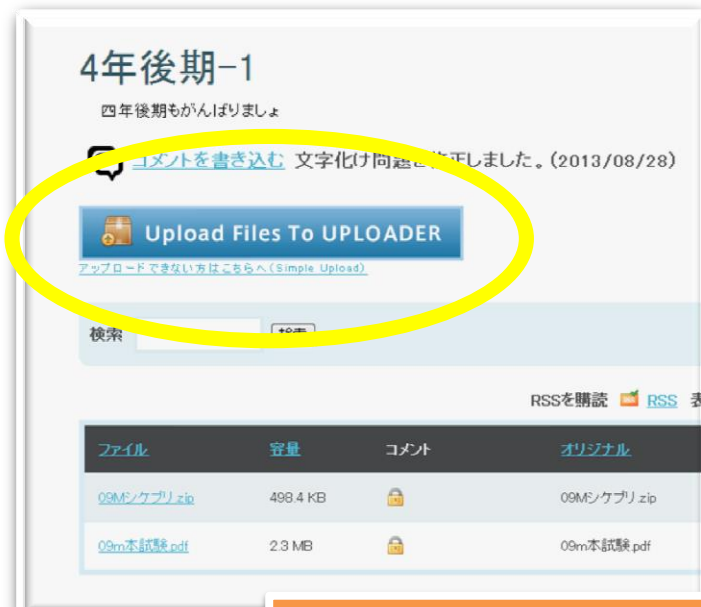 4年後期-1
四年後期もがんばりましょ
コメントを書き込む 文字化け問題 修正しました。(2013/08/28)
Upload Files To UPLOADER
アップロードできない方はこちらへ(Simple Upload)
検索
RSSを購読 RSS 表
ファイル 容量 コメント オリジナル
09Mシケプリ.zip 498.4 KB 09Mシケプリ.zip
09m本試験.pdf 2.3 MB 09m本試験.pdf